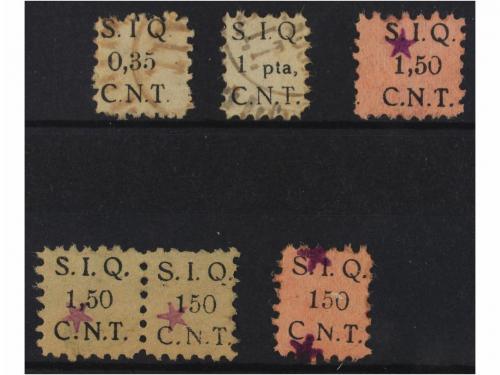 S. I Q
0,35
C.N.T.
S. I Q
1 pta,
C.N.T.
S. I. Q.
1,50
C.N.T.
S. I. Q.
1,50
C.N.T.
S. I. Q.
150
C.N.T.
S. I. Q.
150
C.N.T.